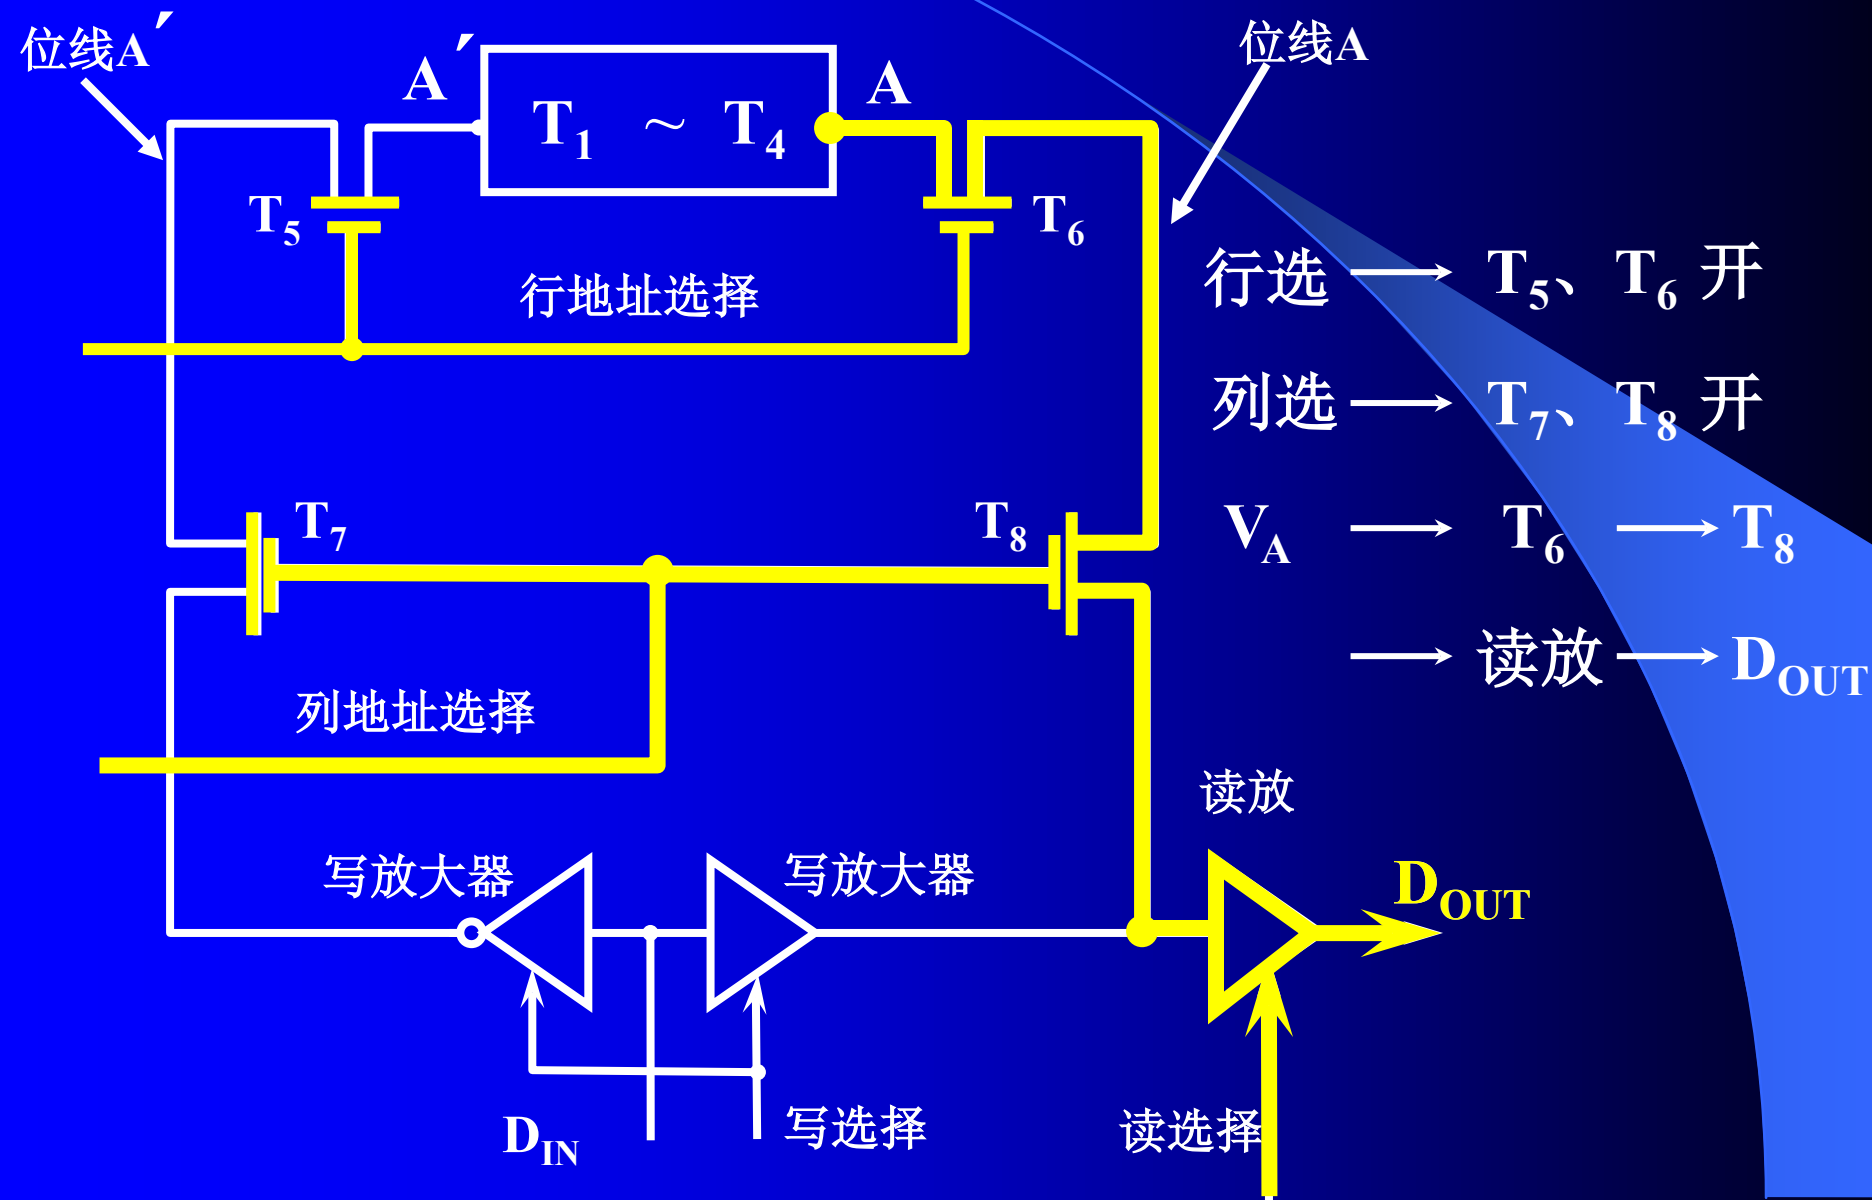 位线A′
A′
T1 ~ T4
A
位线A
T5
T6
行地址选择
行选 → T5、T6 开
列选 → T7、T8 开
VA → T6 → T8
→ 读放 → DOUT
T7
T8
列地址选择
读放
写放大器
写放大器
DOUT
DIN
写选择
读选择